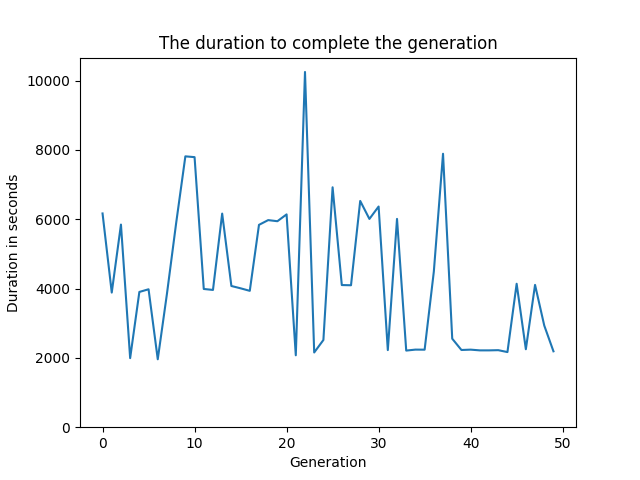 The duration to complete the generation
10000
8000
6000
4000
2000
0
Duration in seconds
0 10 20 30 40 50
Generation